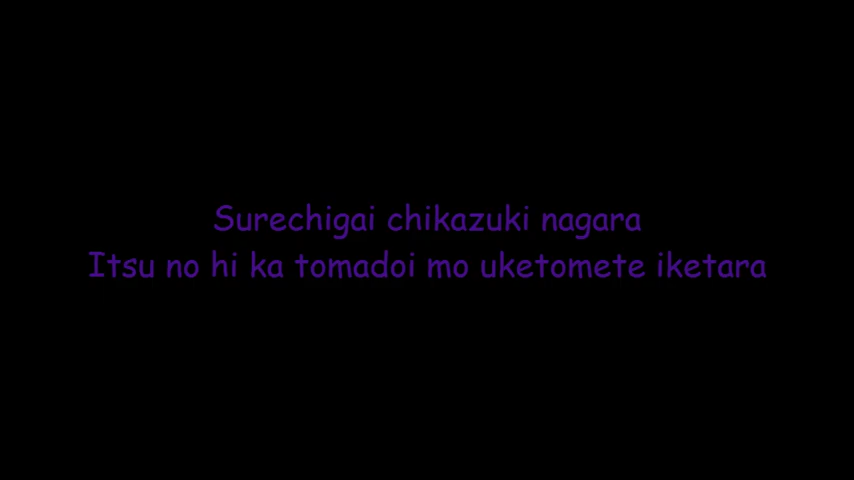 Surechigai chikazuki nagara
Itsu no hi ka tomadoi mo uketomete iketara